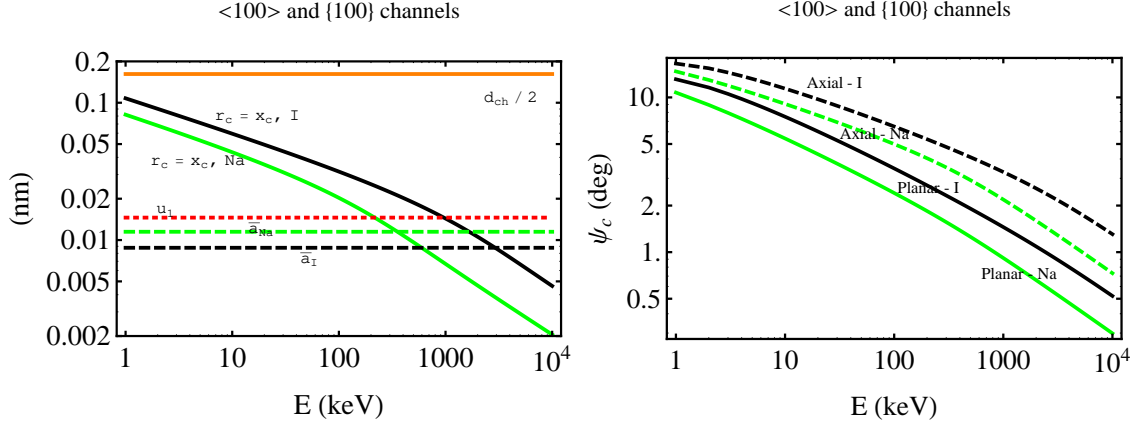 <100> and {100} channels
0.2
0.1
0.05
0.02
0.01
0.005
0.002
(nm)
d_ch / 2
r_c = x_c, I
r_c = x_c, Na
u_1
a̅_Na
a̅_I
1 10 100 1000 10^4
E (keV)
<100> and {100} channels
10.
5.
2.
1.
0.5
ψ_c (deg)
Axial - I
Axial - Na
Planar - I
Planar - Na
1 10 100 1000 10^4
E (keV)